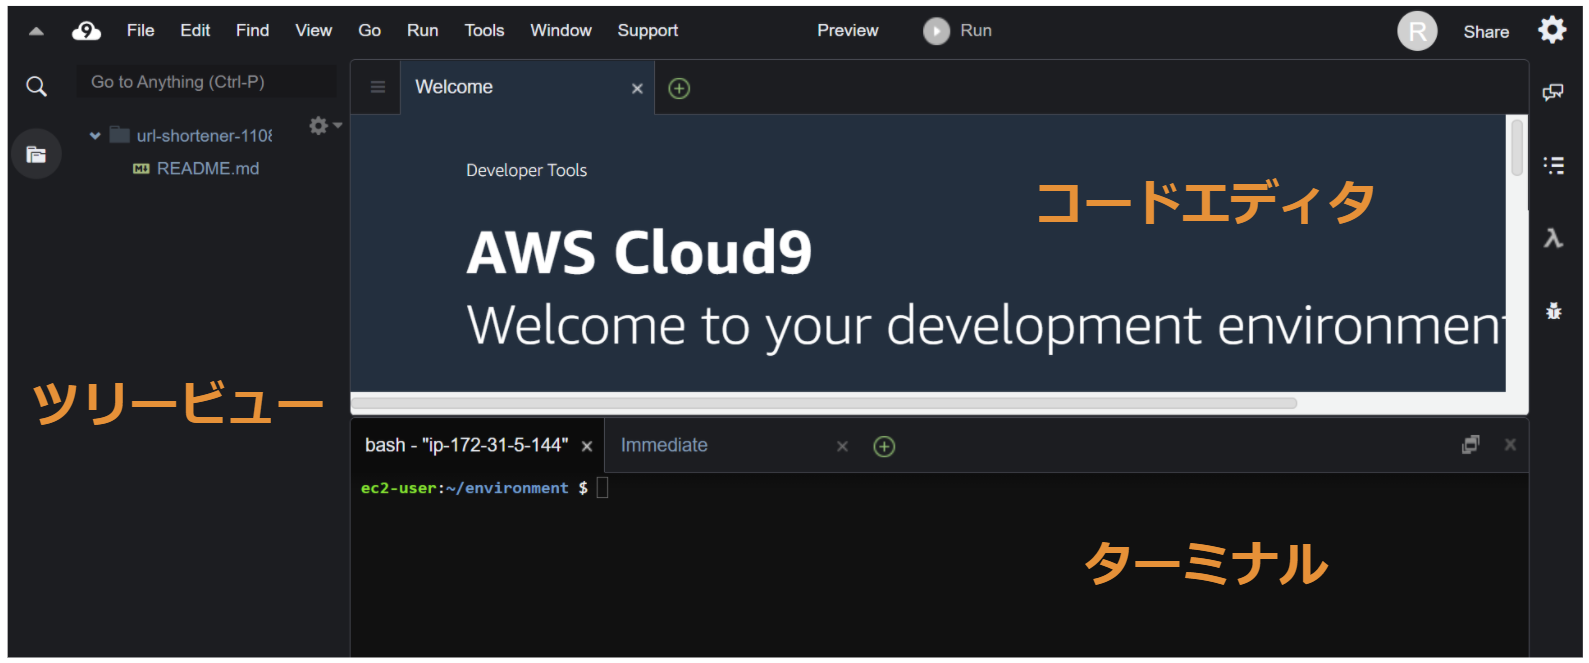 9 File Edit Find View Go Run Tools Window Support Preview Run R Share
Go to Anything (Ctrl-P)
url-shortener-1108
README.md
Welcome
Developer Tools
AWS Cloud9
Welcome to your development environment
コードエディタ
ツリービュー
bash - "ip-172-31-5-144" Immediate
ec2-user:~/environment $
ターミナル